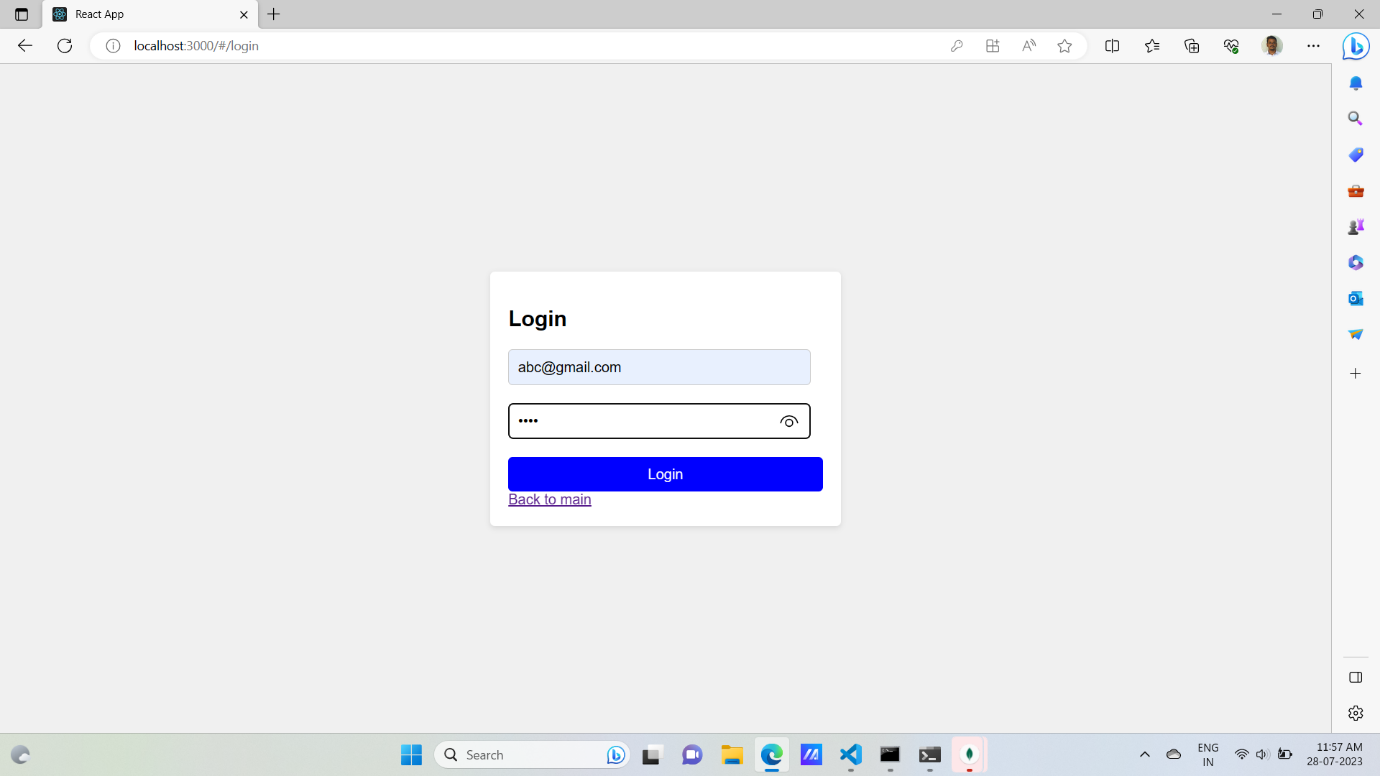 React App
localhost:3000/#/login
Login
abc@gmail.com
••••
Login
Back to main
Search
ENG
IN
11:57 AM
28-07-2023